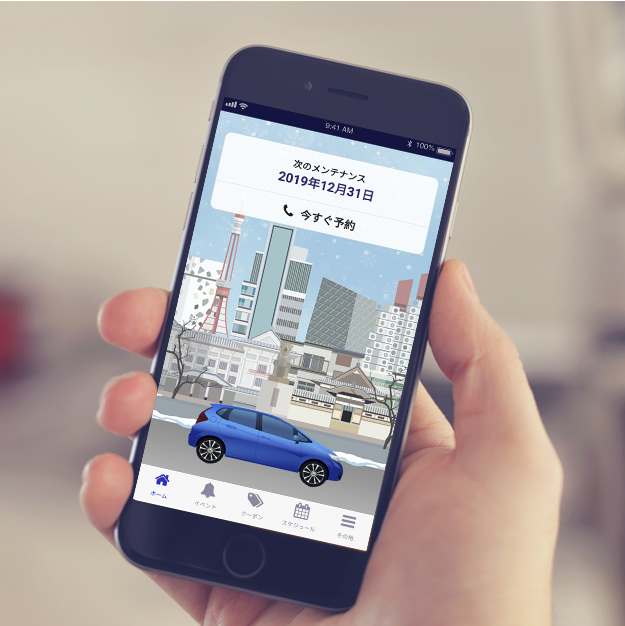 9:41 AM
100%
次のメンテナンス
2019年12月31日
今すぐ予約
ホーム
イベント
クーポン
スケジュール
その他